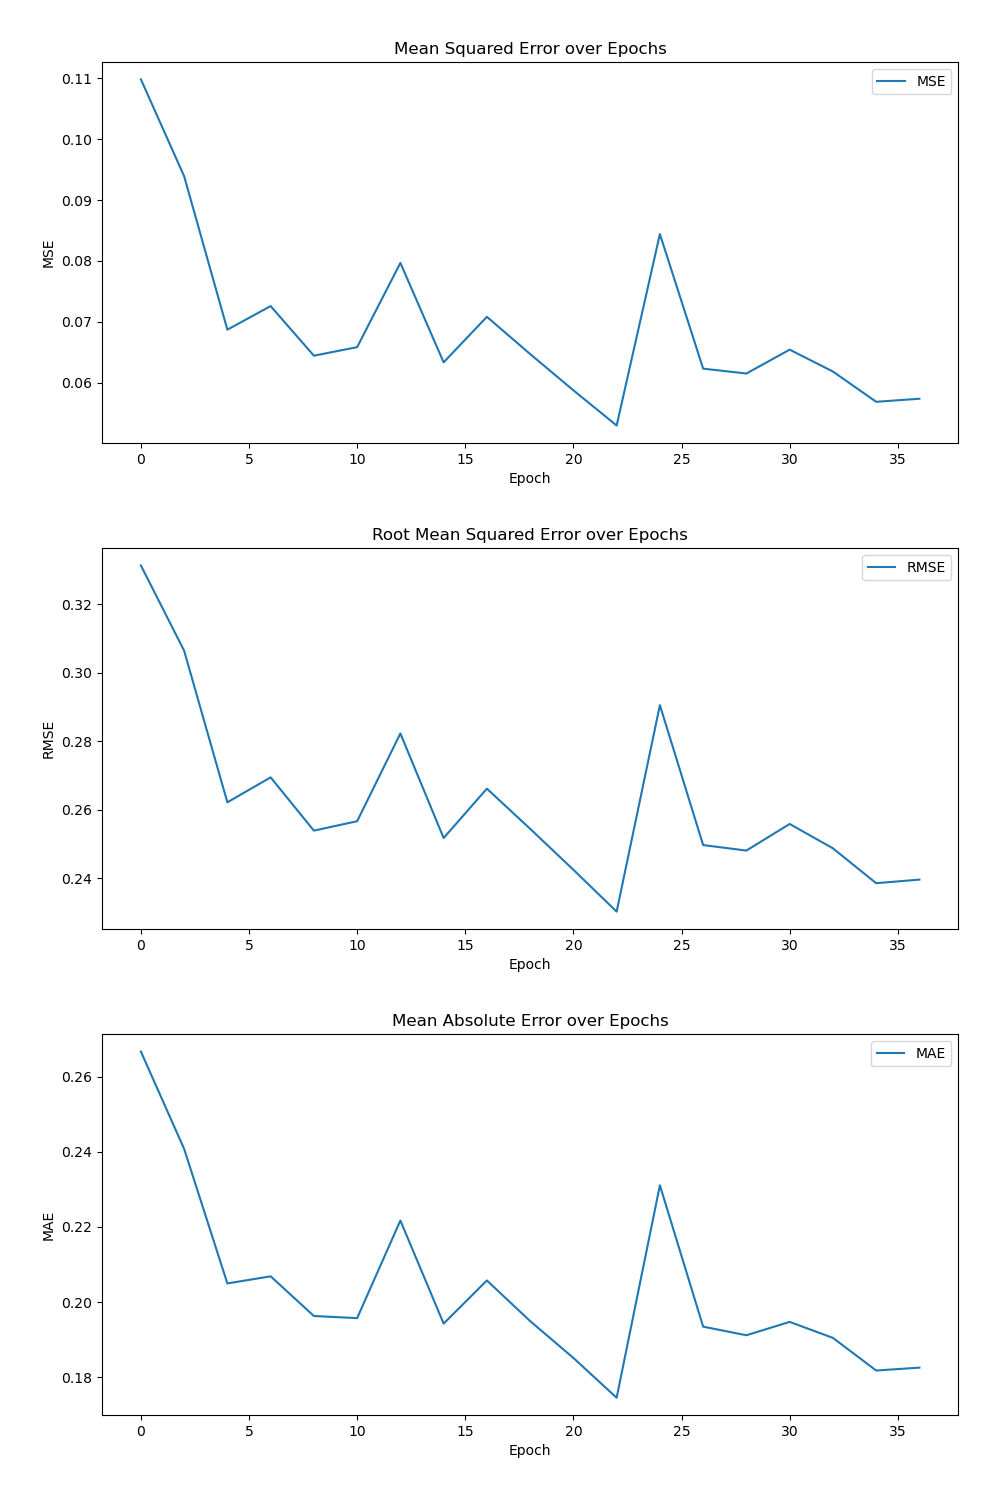 Mean Squared Error over Epochs
MSE
0.11
0.10
0.09
0.08
0.07
0.06
MSE
0 5 10 15 20 25 30 35
Epoch
Root Mean Squared Error over Epochs
RMSE
0.32
0.30
0.28
0.26
0.24
RMSE
0 5 10 15 20 25 30 35
Epoch
Mean Absolute Error over Epochs
MAE
0.26
0.24
0.22
0.20
0.18
MAE
0 5 10 15 20 25 30 35
Epoch